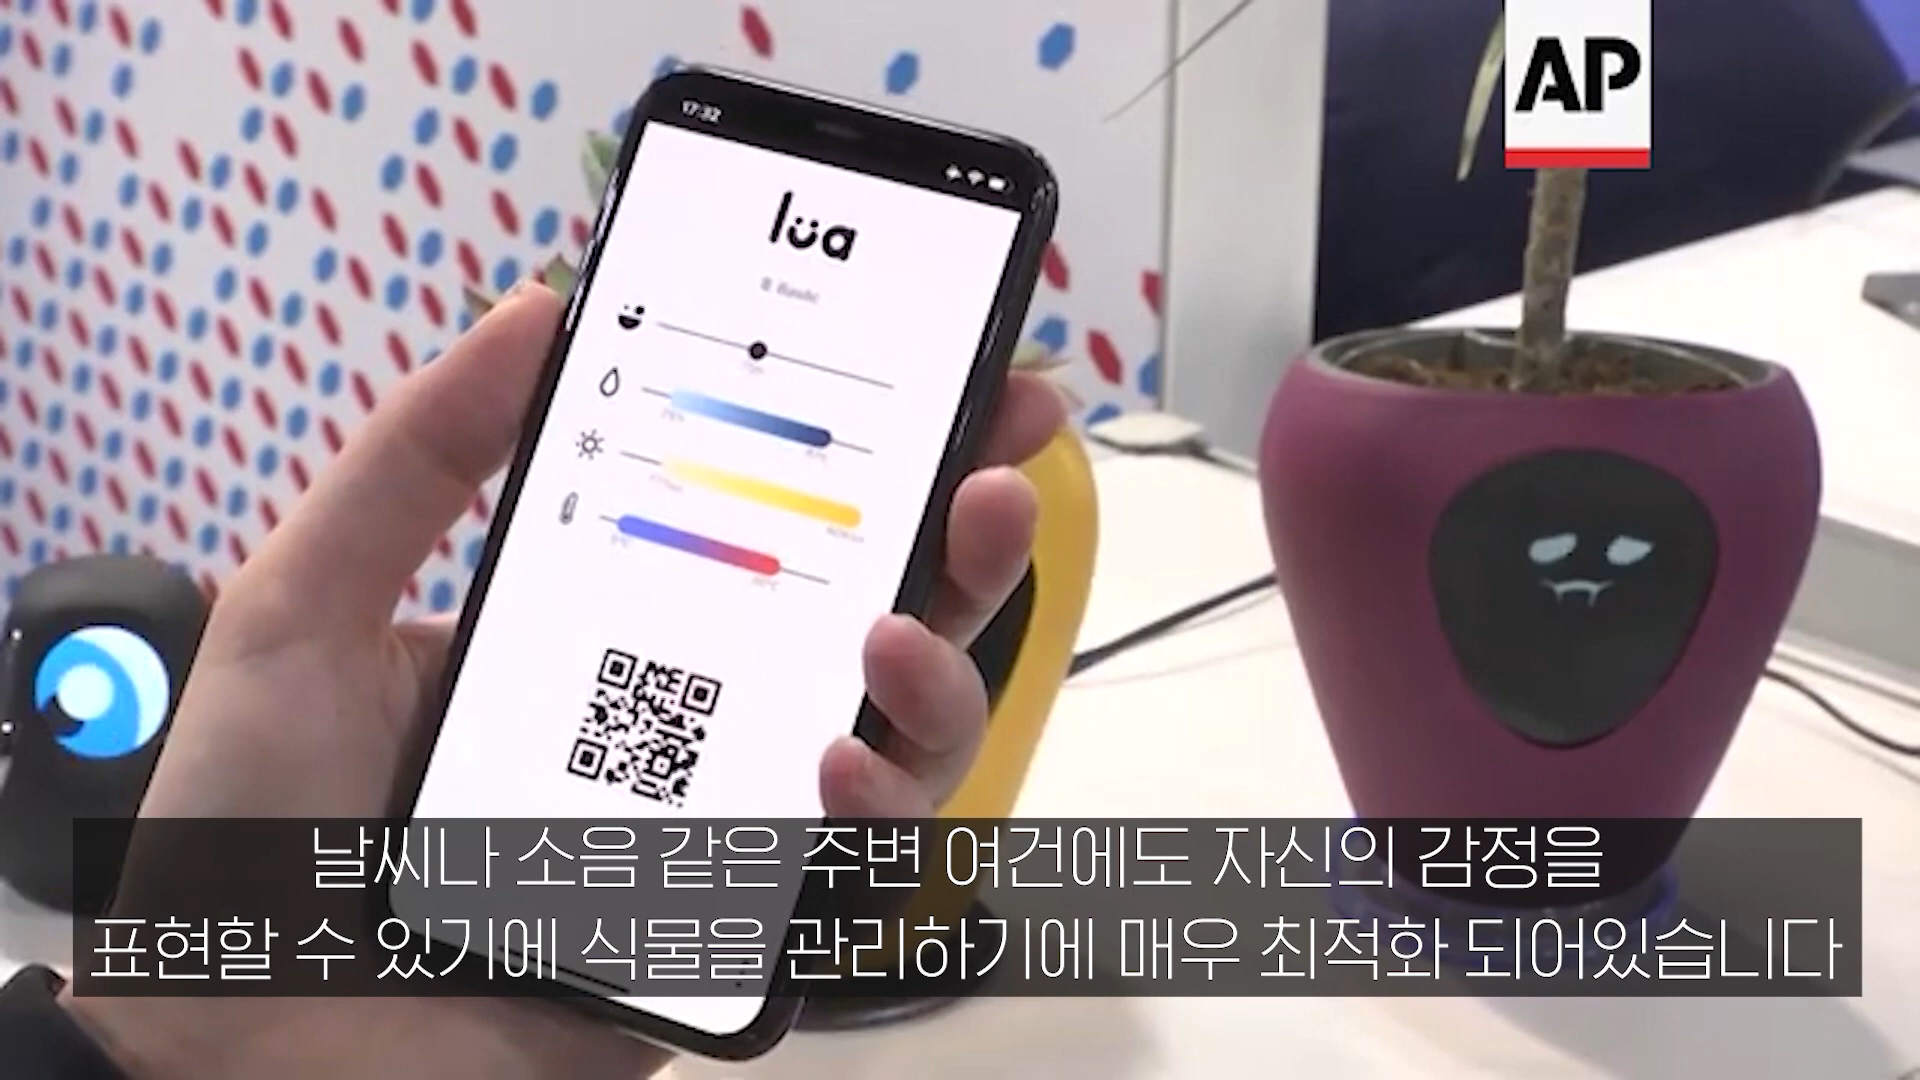 AP
17:32
lüa
날씨나 소음 같은 주변 여건에도 자신의 감정을
표현할 수 있기에 식물을 관리하기에 매우 최적화 되어있습니다